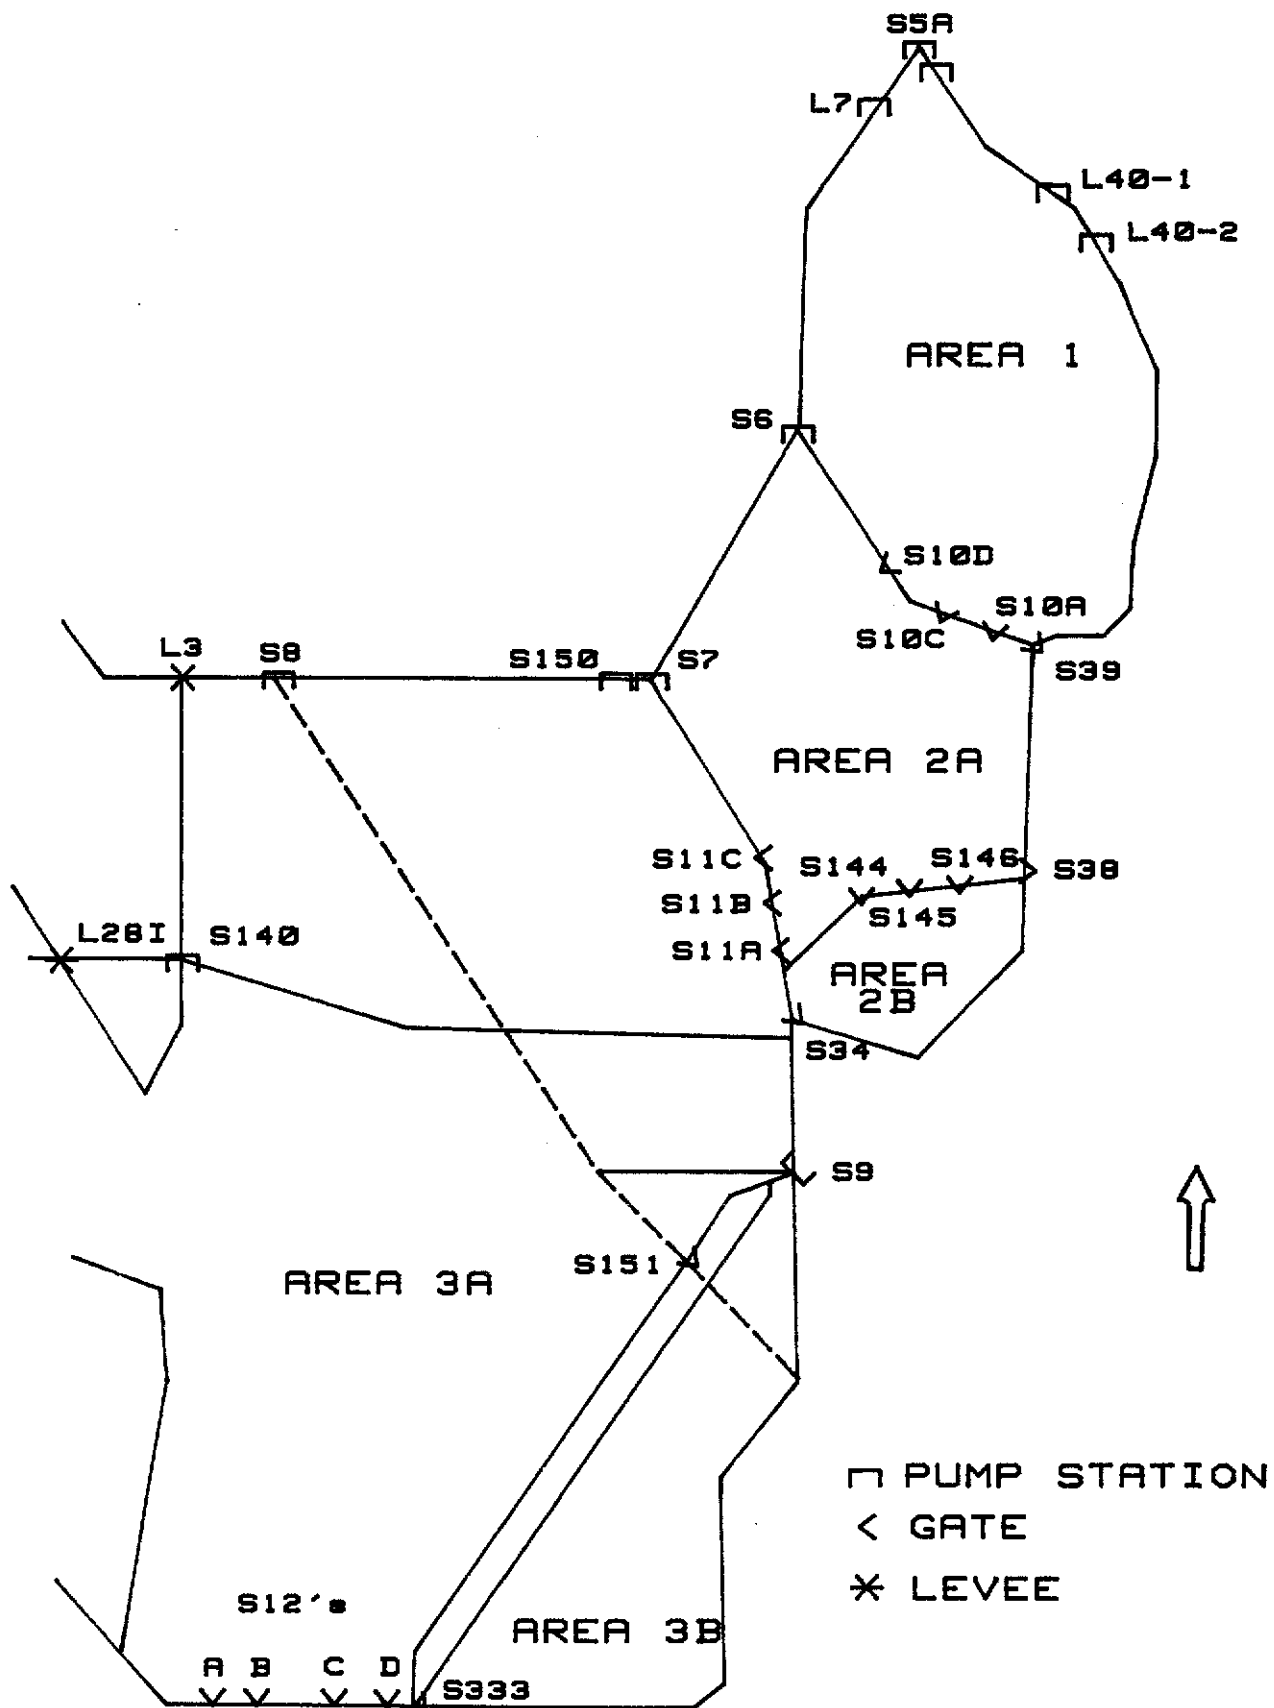 S5A
L7
L40-1
L40-2
AREA 1
S6
S10D
S10A
S10C
L3
S8
S150
S7
S39
AREA 2A
S11C
S144
S146
S38
S11B
S145
L28I
S140
S11A
AREA
2B
S34
S9
S151
AREA 3A
PUMP STATION
GATE
LEVEE
S12's
AREA 3B
A
B
C
D
S333